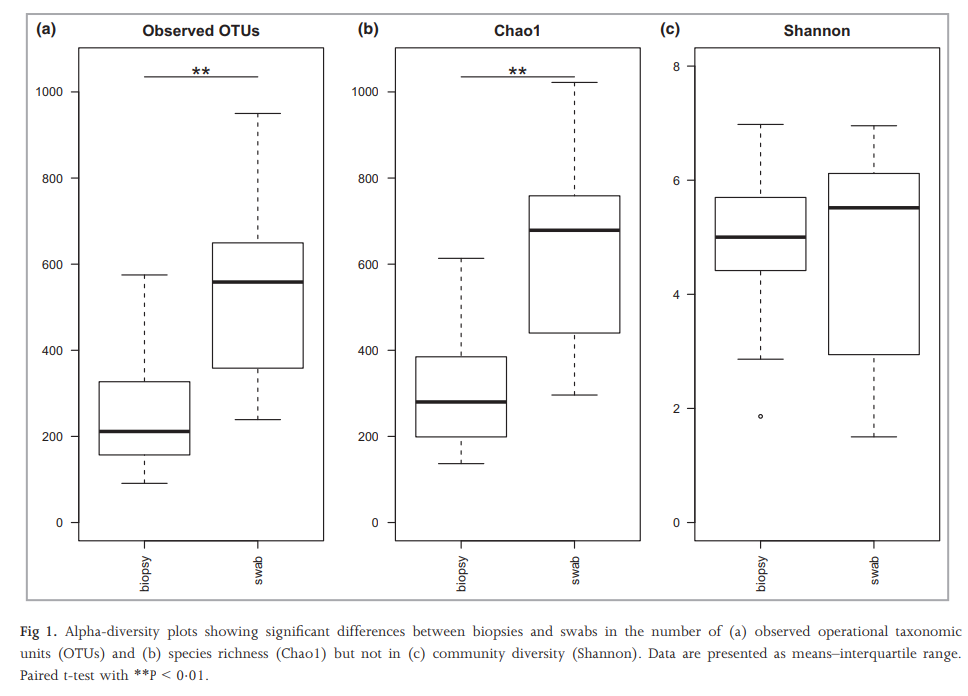 (a) Observed OTUs
**
1000
800
600
400
200
0
biopsy
swab
(b) Chao1
**
1000
800
600
400
200
0
biopsy
swab
(c) Shannon
8
6
4
2
0
biopsy
swab
Fig 1. Alpha-diversity plots showing significant differences between biopsies and swabs in the number of (a) observed operational taxonomic
units (OTUs) and (b) species richness (Chao1) but not in (c) community diversity (Shannon). Data are presented as means–interquartile range.
Paired t-test with **P < 0·01.